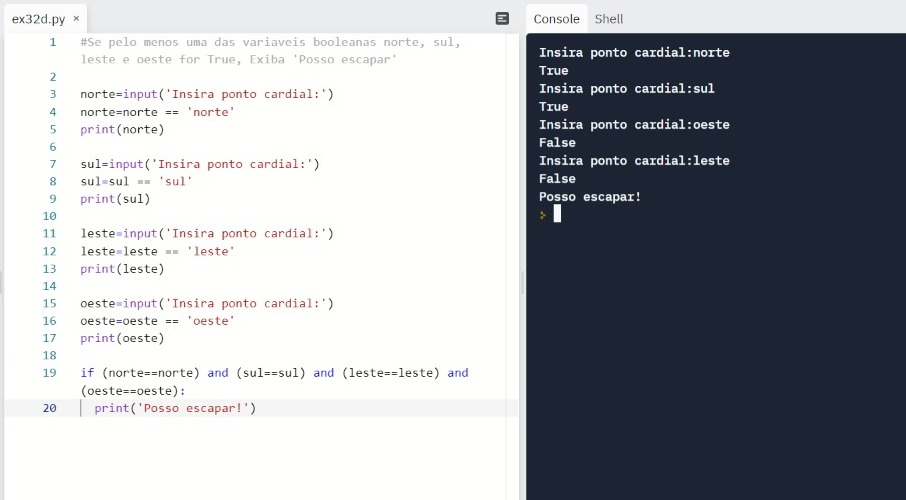 ex32d.py ×
Console Shell
1 #Se pelo menos uma das variaveis booleanas norte, sul,
leste e oeste for True, Exiba 'Posso escapar'
2
3 norte=input('Insira ponto cardial:')
4 norte=norte == 'norte'
5 print(norte)
6
7 sul=input('Insira ponto cardial:')
8 sul=sul == 'sul'
9 print(sul)
10
11 leste=input('Insira ponto cardial:')
12 leste=leste == 'leste'
13 print(leste)
14
15 oeste=input('Insira ponto cardial:')
16 oeste=oeste == 'oeste'
17 print(oeste)
18
19 if (norte==norte) and (sul==sul) and (leste==leste) and
(oeste==oeste):
20 print('Posso escapar!')
Insira ponto cardial:norte
True
Insira ponto cardial:sul
True
Insira ponto cardial:oeste
False
Insira ponto cardial:leste
False
Posso escapar!